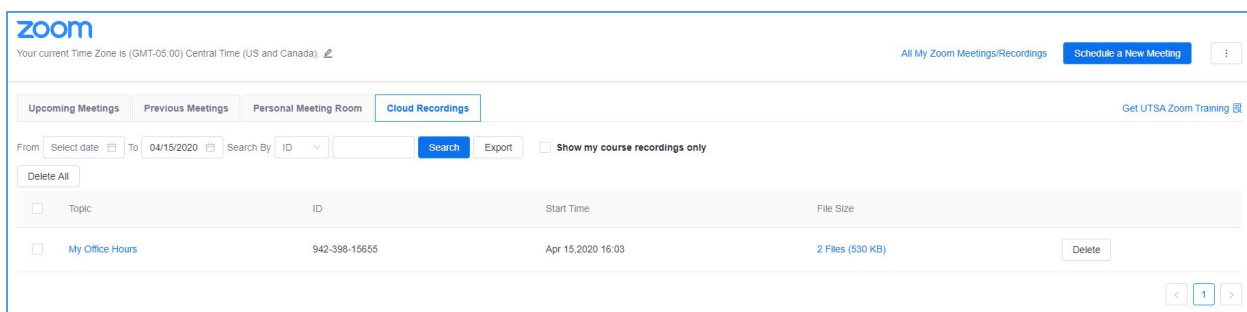 zoom
Your current Time Zone is (GMT-05:00) Central Time (US and Canada).
All My Zoom Meetings/Recordings
Schedule a New Meeting
Upcoming Meetings Previous Meetings Personal Meeting Room Cloud Recordings Get UTSA Zoom Training
From Select date To 04/15/2020 Search By ID Search Export Show my course recordings only
Delete All
Topic ID Start Time File Size
My Office Hours 942-398-15655 Apr 15,2020 16:03 2 Files (530 KB) Delete
< 1 >